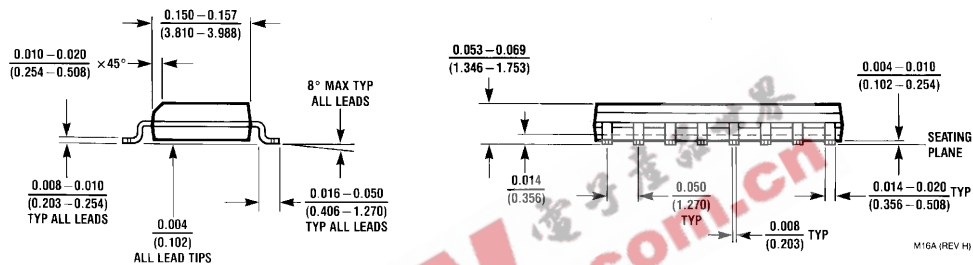 0.150 – 0.157
(3.810 – 3.988)
0.010 – 0.020
(0.254 – 0.508)
×45°
8° MAX TYP
ALL LEADS
0.008 – 0.010
(0.203 – 0.254)
TYP ALL LEADS
0.004
(0.102)
ALL LEAD TIPS
0.016 – 0.050
(0.406 – 1.270)
TYP ALL LEADS
0.053 – 0.069
(1.346 – 1.753)
0.004 – 0.010
(0.102 – 0.254)
SEATING
PLANE
0.014
(0.356)
0.050
(1.270)
TYP
0.008
(0.203)
TYP
0.014 – 0.020
(0.356 – 0.508)
TYP
M16A (REV H)
.com.cn